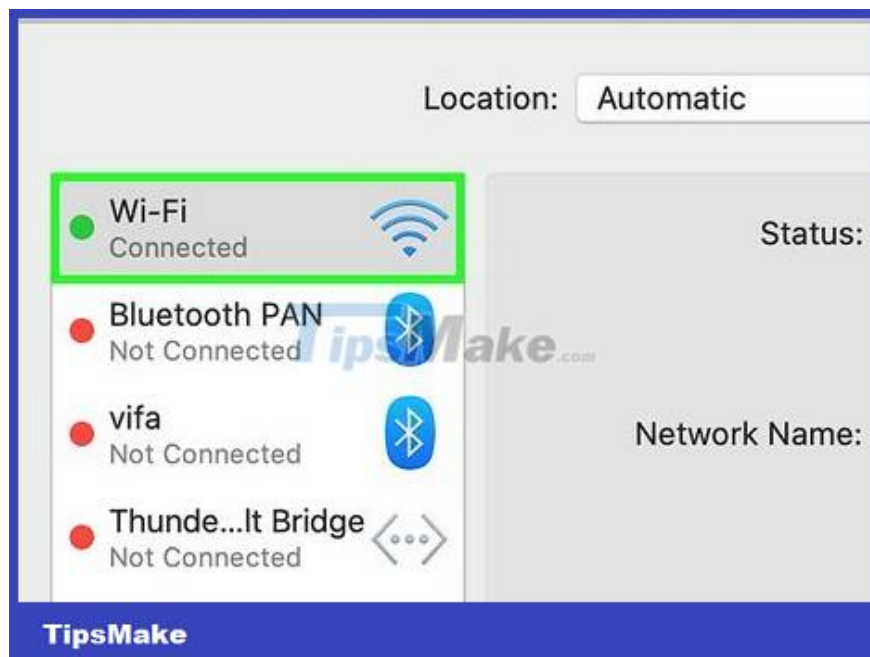 Location: Automatic
Wi-Fi
Connected
Status:
Bluetooth PAN
Not Connected
TipsMake.com
vifa
Not Connected
Network Name:
Thunde...lt Bridge
Not Connected
TipsMake